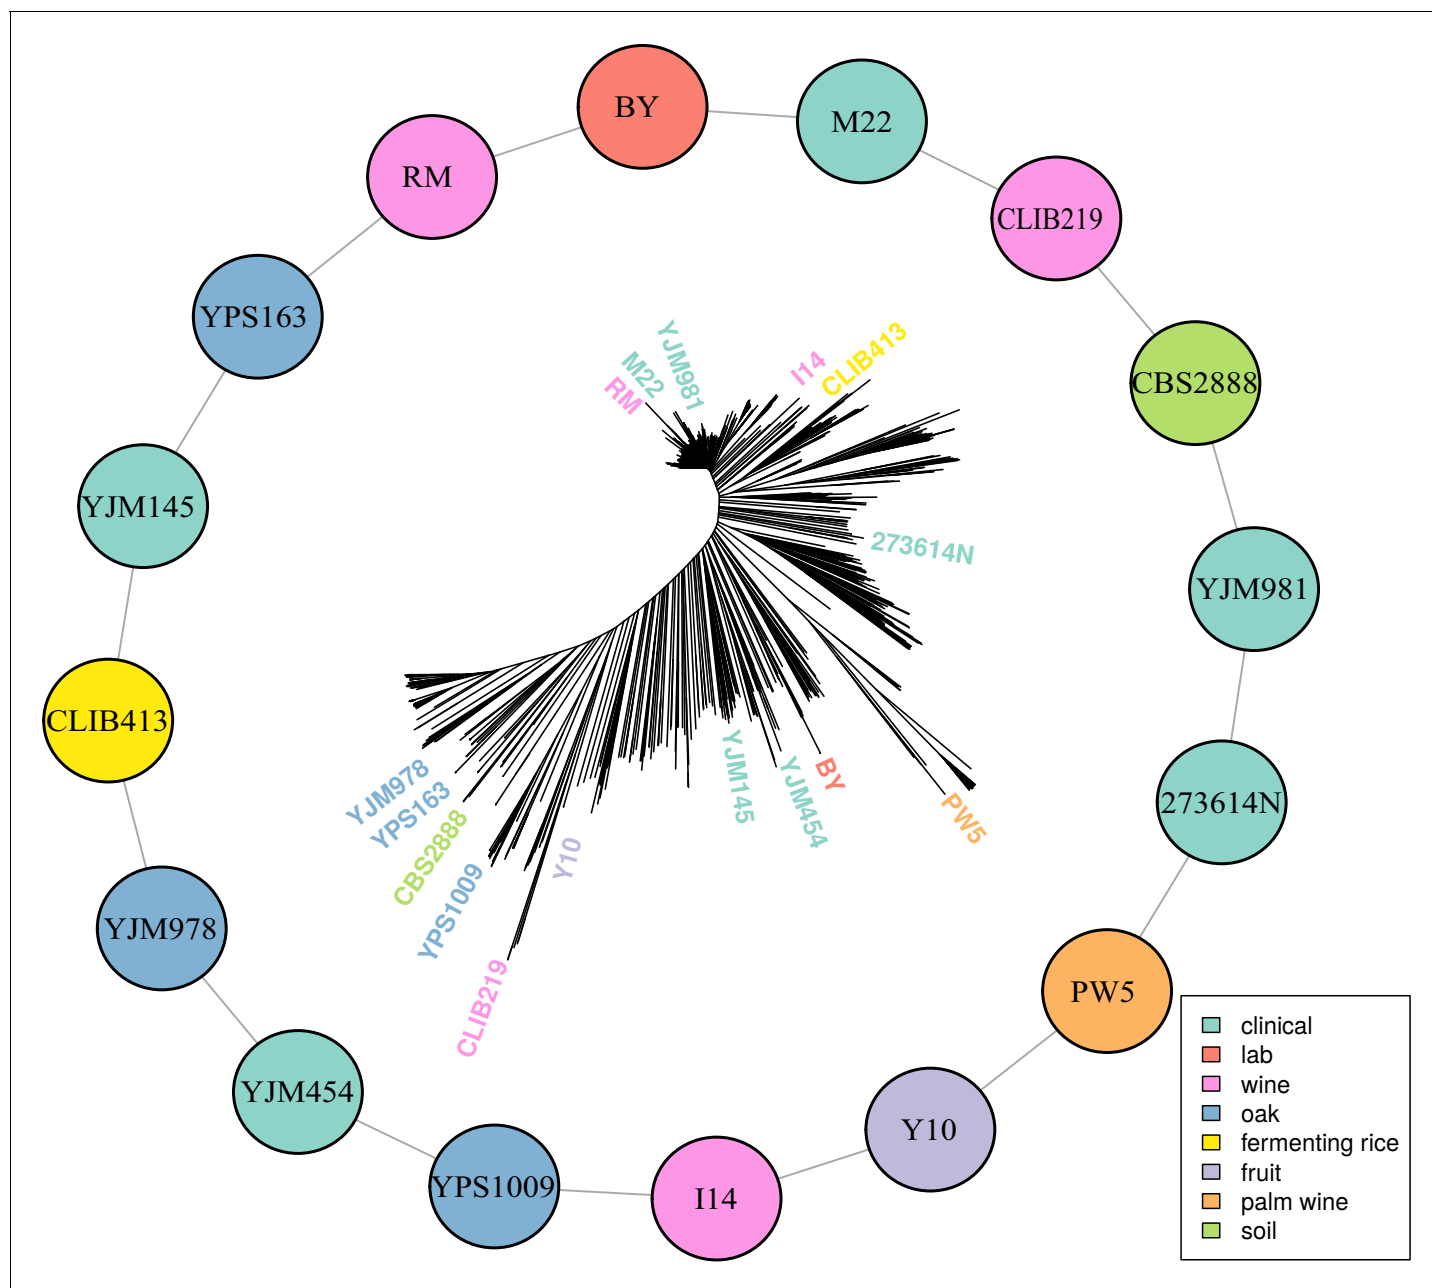 BY
M22
RM
CLIB219
YPS163
CBS2888
YJM981
I14
CLIB413
M22
RM
YJM145
273614N
YJM981
CLIB413
YJM978
YPS163
CBS2888
YPS1009
Y10
CLIB219
YJM145
YJM454
BY
PW5
273614N
YJM978
PW5
YJM454
Y10
YPS1009
I14
clinical
lab
wine
oak
fermenting rice
fruit
palm wine
soil